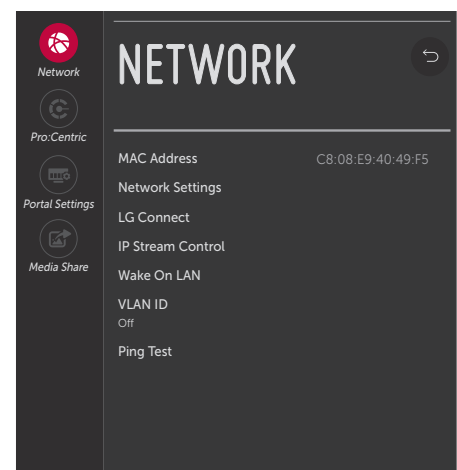 NETWORK
Network
Pro:Centric
Portal Settings
Media Share
MAC Address C8:08:E9:40:49:F5
Network Settings
LG Connect
IP Stream Control
Wake On LAN
VLAN ID
Off
Ping Test